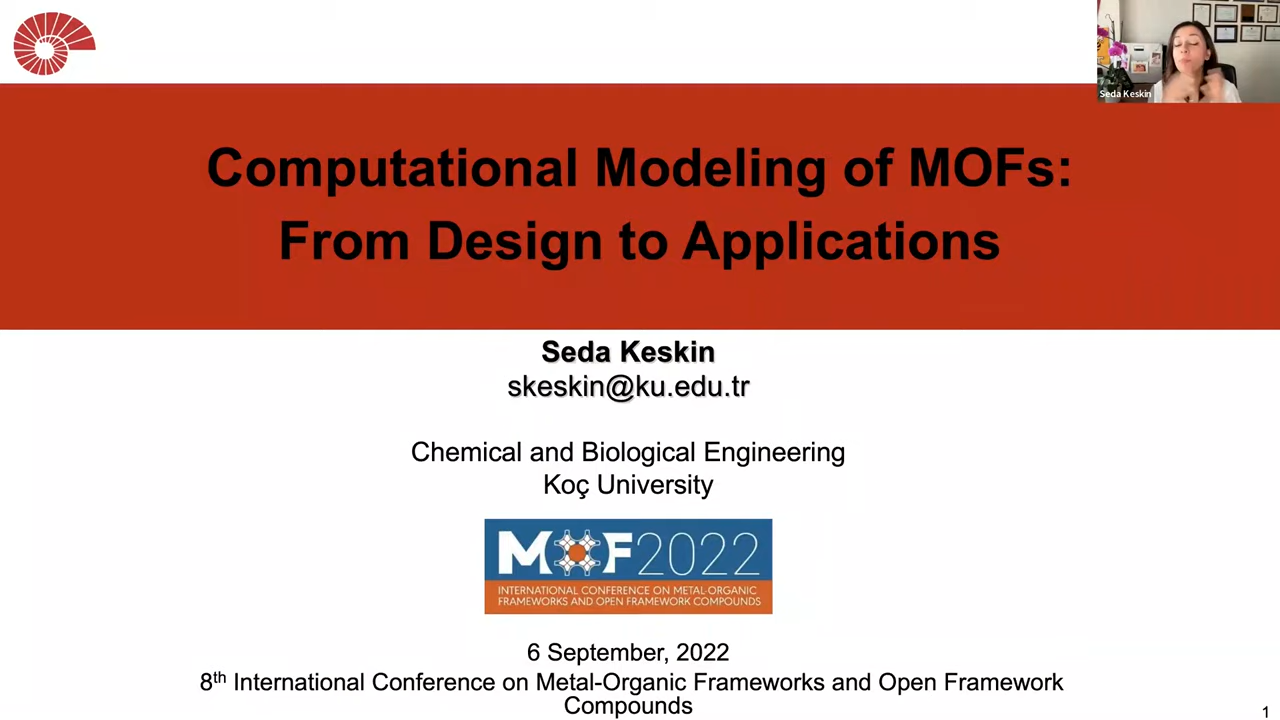 Seda Keskin
Computational Modeling of MOFs:
From Design to Applications
Seda Keskin
skeskin@ku.edu.tr
Chemical and Biological Engineering
Koç University
MOF2022
INTERNATIONAL CONFERENCE ON METAL-ORGANIC
FRAMEWORKS AND OPEN FRAMEWORK COMPOUNDS
6 September, 2022
8th International Conference on Metal-Organic Frameworks and Open Framework
Compounds
1